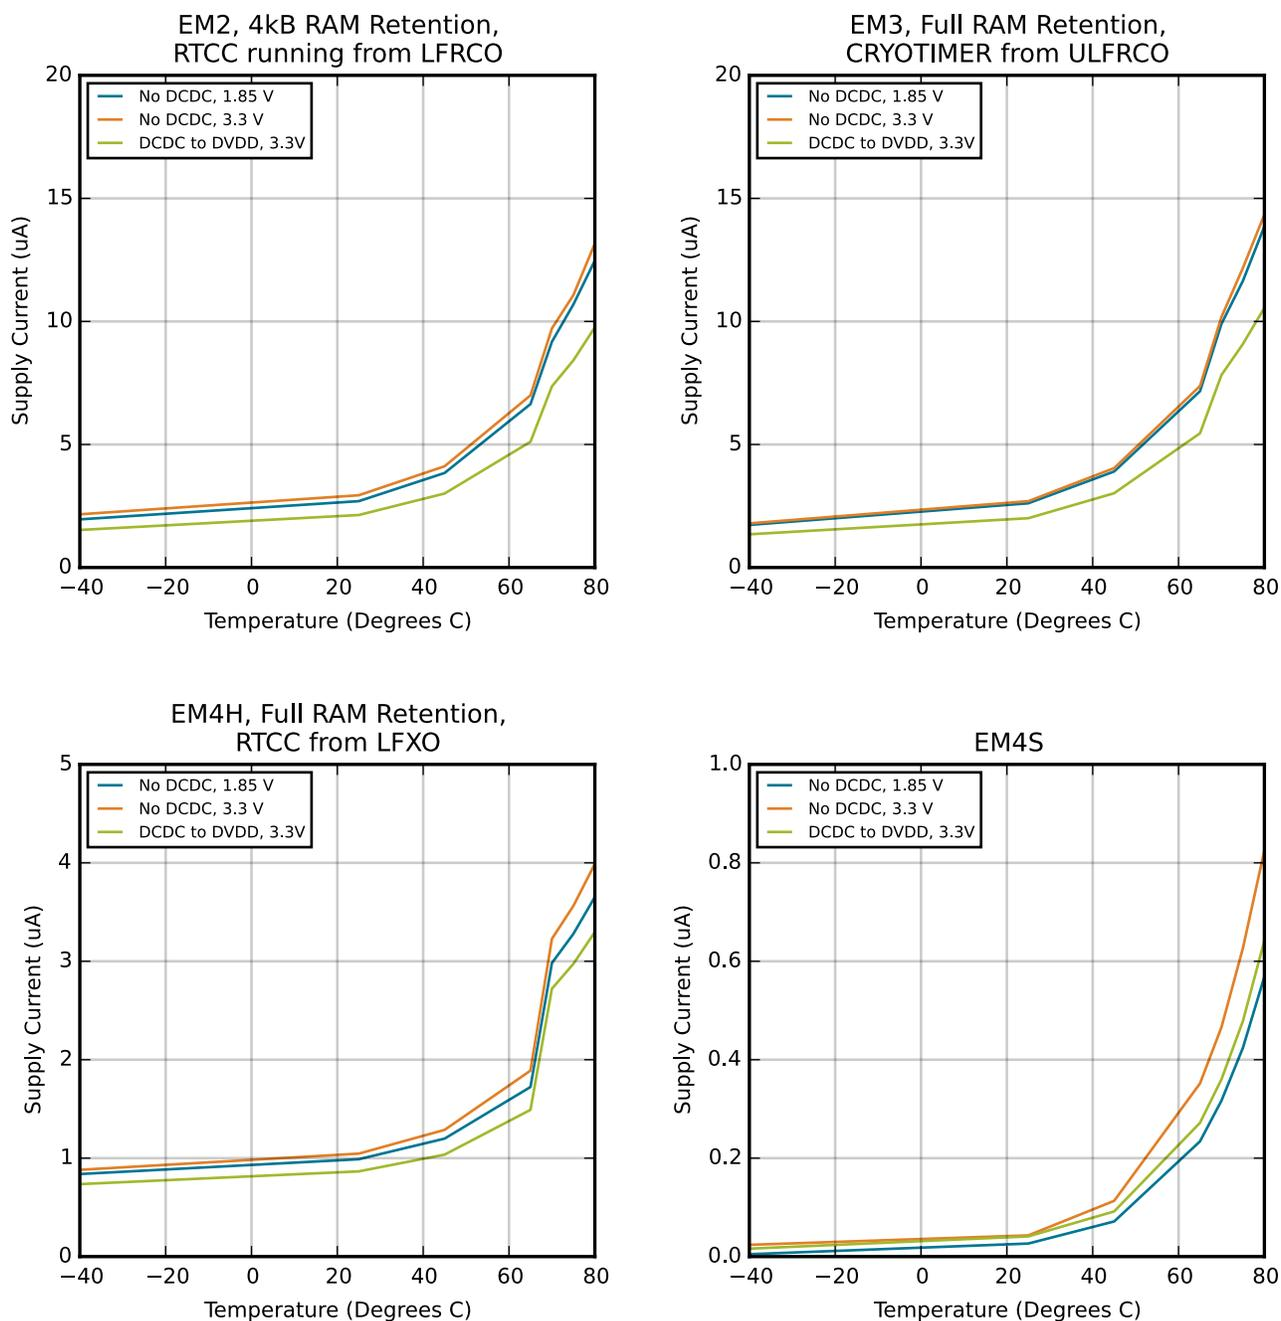 EM2, 4kB RAM Retention,
RTCC running from LFRCO
20
15
10
5
0
Supply Current (uA)
No DCDC, 1.85 V
No DCDC, 3.3 V
DCDC to DVDD, 3.3V
−40 −20 0 20 40 60 80
Temperature (Degrees C)
EM3, Full RAM Retention,
CRYOTIMER from ULFRCO
20
15
10
5
0
Supply Current (uA)
No DCDC, 1.85 V
No DCDC, 3.3 V
DCDC to DVDD, 3.3V
−40 −20 0 20 40 60 80
Temperature (Degrees C)
EM4H, Full RAM Retention,
RTCC from LFXO
5
4
3
2
1
0
Supply Current (uA)
No DCDC, 1.85 V
No DCDC, 3.3 V
DCDC to DVDD, 3.3V
−40 −20 0 20 40 60 80
Temperature (Degrees C)
EM4S
1.0
0.8
0.6
0.4
0.2
0.0
Supply Current (uA)
No DCDC, 1.85 V
No DCDC, 3.3 V
DCDC to DVDD, 3.3V
−40 −20 0 20 40 60 80
Temperature (Degrees C)